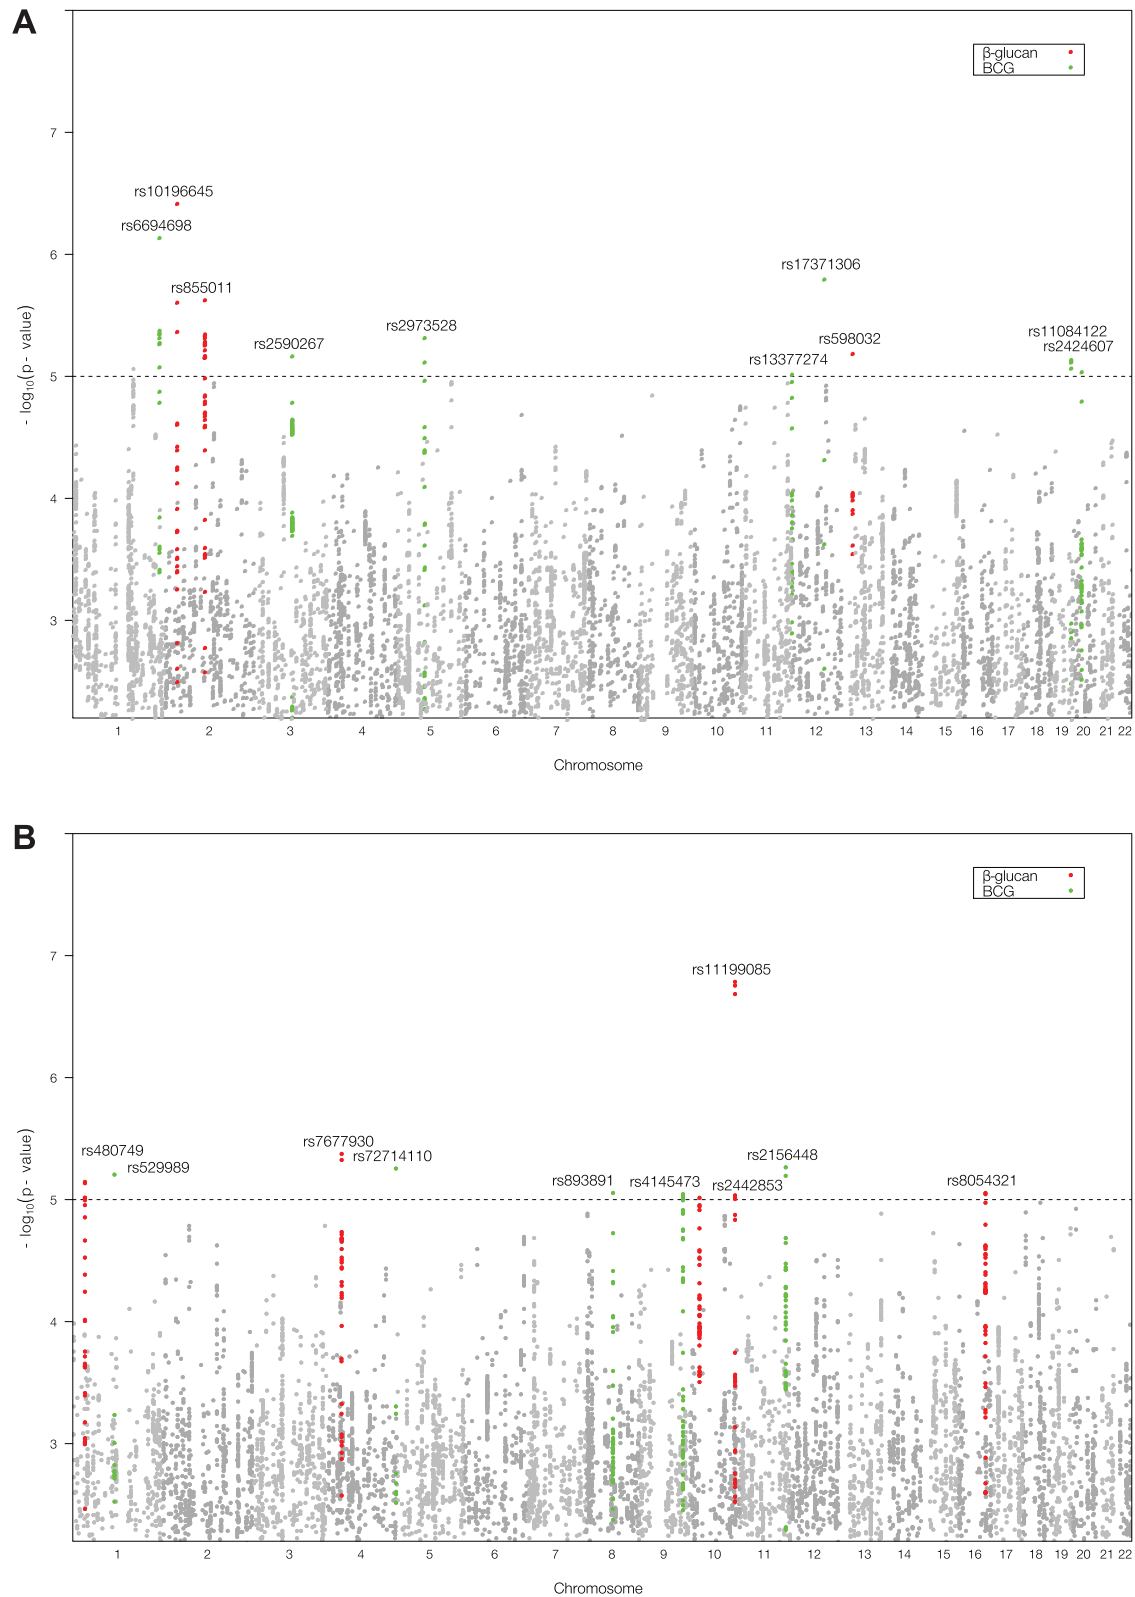 A
β-glucan
BCG
7
rs10196645
rs6694698
6
rs17371306
rs855011
rs2973528
rs11084122
rs598032
rs2590267
rs2424607
rs13377274
5
- log10(p - value)
4
3
1 2 3 4 5 6 7 8 9 10 11 12 13 14 15 16 17 18 19 20 21 22
Chromosome
B
β-glucan
BCG
7
rs11199085
6
rs7677930
rs480749
rs72714110
rs2156448
rs529989
rs893891
rs4145473
rs2442853
rs8054321
5
- log10(p - value)
4
3
1 2 3 4 5 6 7 8 9 10 11 12 13 14 15 16 17 18 19 20 21 22
Chromosome